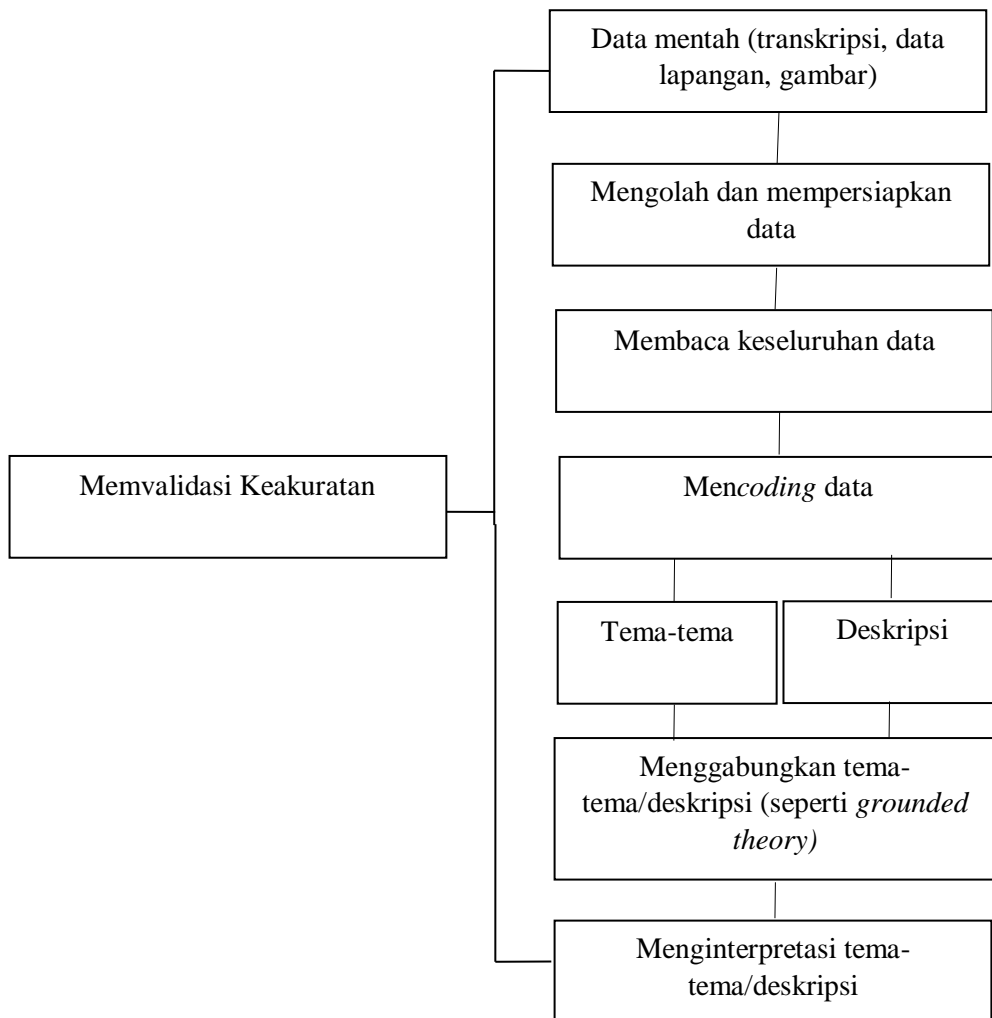 Data mentah (transkripsi, data
lapangan, gambar)
Mengolah dan mempersiapkan
data
Membaca keseluruhan data
Memvalidasi Keakuratan
Mencoding data
Tema-tema
Deskripsi
Menggabungkan tema-
tema/deskripsi (seperti grounded
theory)
Menginterpretasi tema-
tema/deskripsi